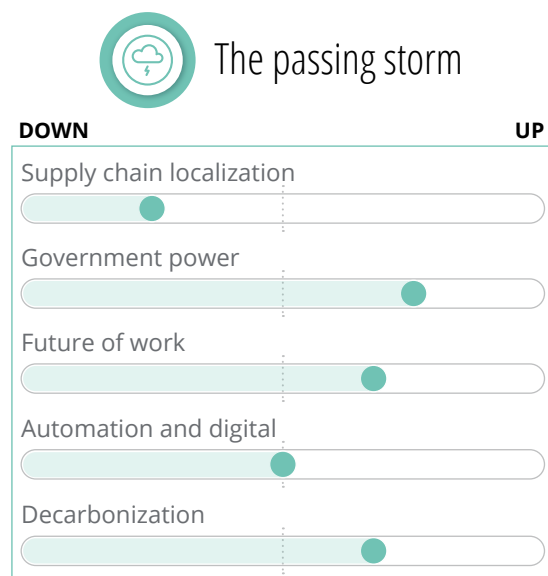 The passing storm
DOWN UP
Supply chain localization
Government power
Future of work
Automation and digital
Decarbonization